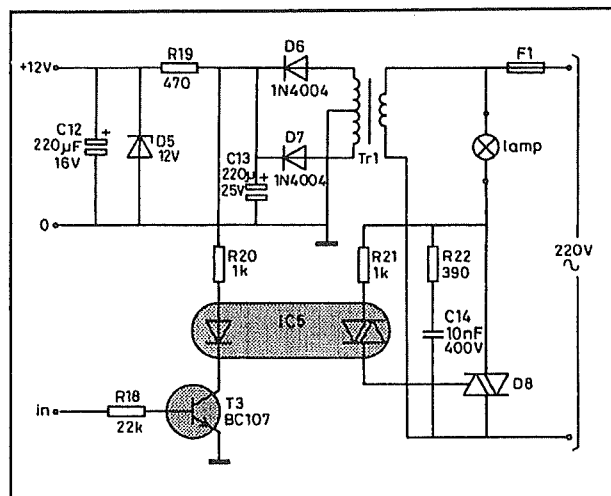 D6
F1
+12V
R19
470
1N4004
C12
220µF
16V
+
D5
12V
D7
C13
220µ
25V
+
1N4004
Tr1
lamp
0
R20
1k
R21
1k
R22
390
220V
~
IC5
C14
10nF
400V
D8
in
R18
22k
T3
BC107